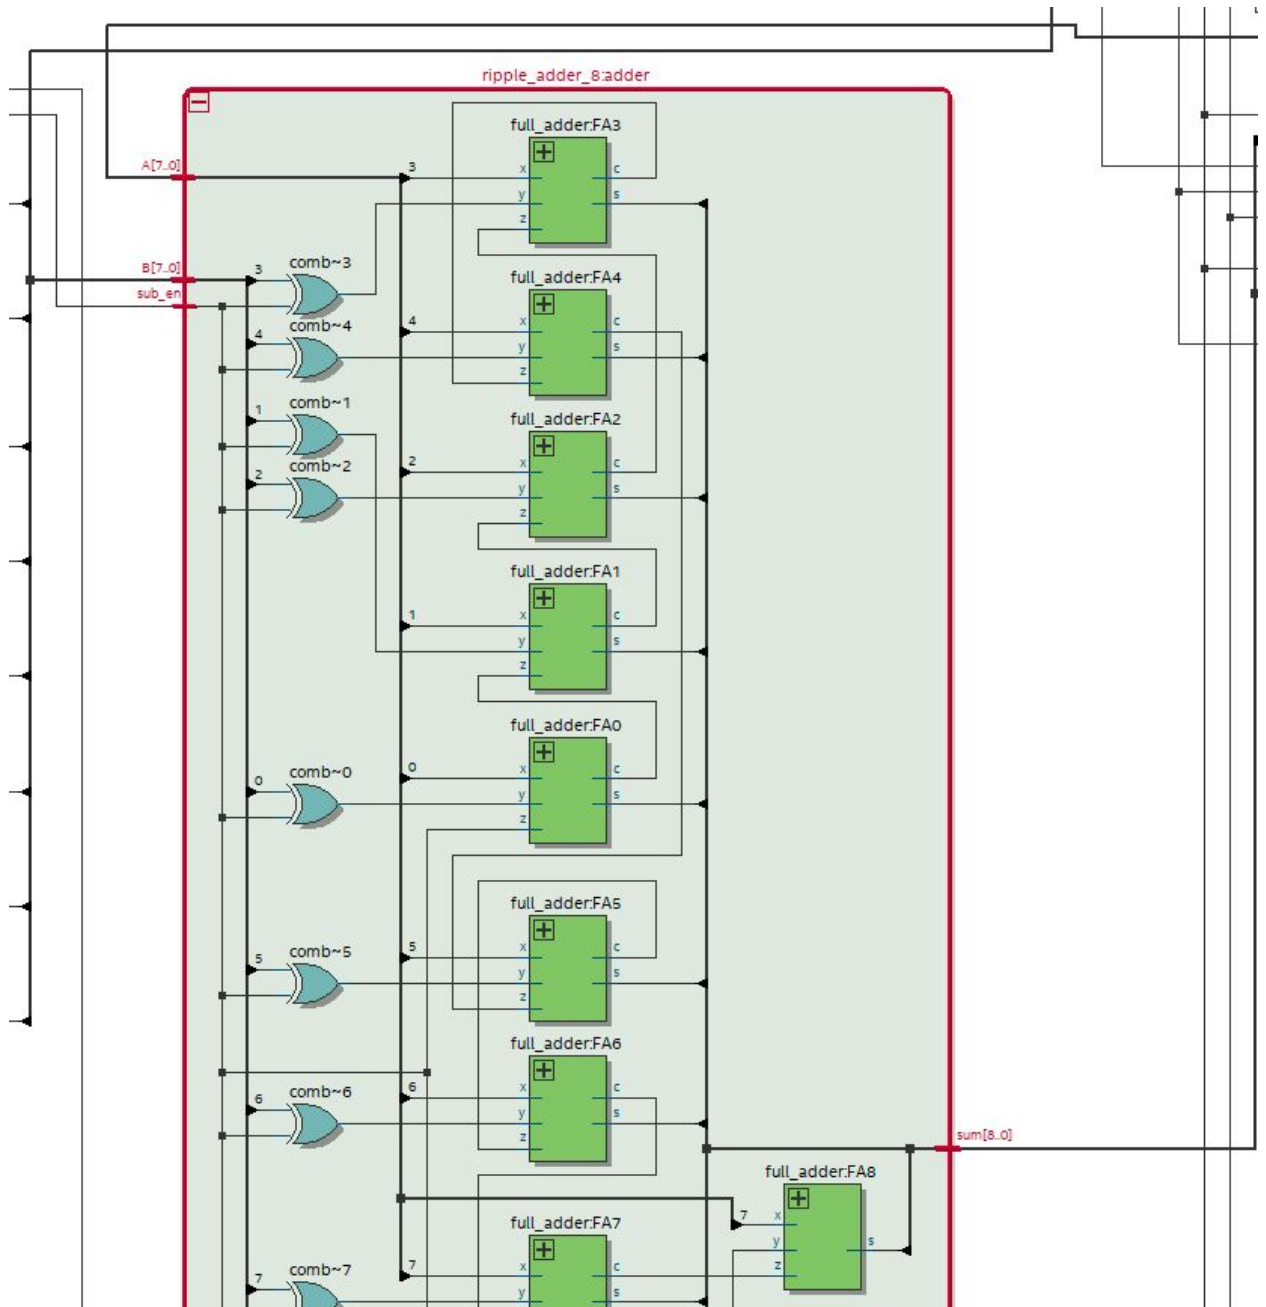 ripple_adder_8:adder
full_adder:FA3
A[7..0]
3
x
c
y
s
z
B[7..0]
3
comb~3
sub_en
full_adder:FA4
comb~4
4
4
x
c
y
s
z
comb~1
1
full_adder:FA2
comb~2
2
2
x
c
y
s
z
full_adder:FA1
1
x
c
y
s
z
full_adder:FA0
comb~0
0
0
x
c
y
s
z
full_adder:FA5
comb~5
5
5
x
c
y
s
z
full_adder:FA6
comb~6
6
6
x
c
y
s
z
sum[8..0]
full_adder:FA8
7
x
y
s
z
full_adder:FA7
comb~7
7
7
x
c
y
s